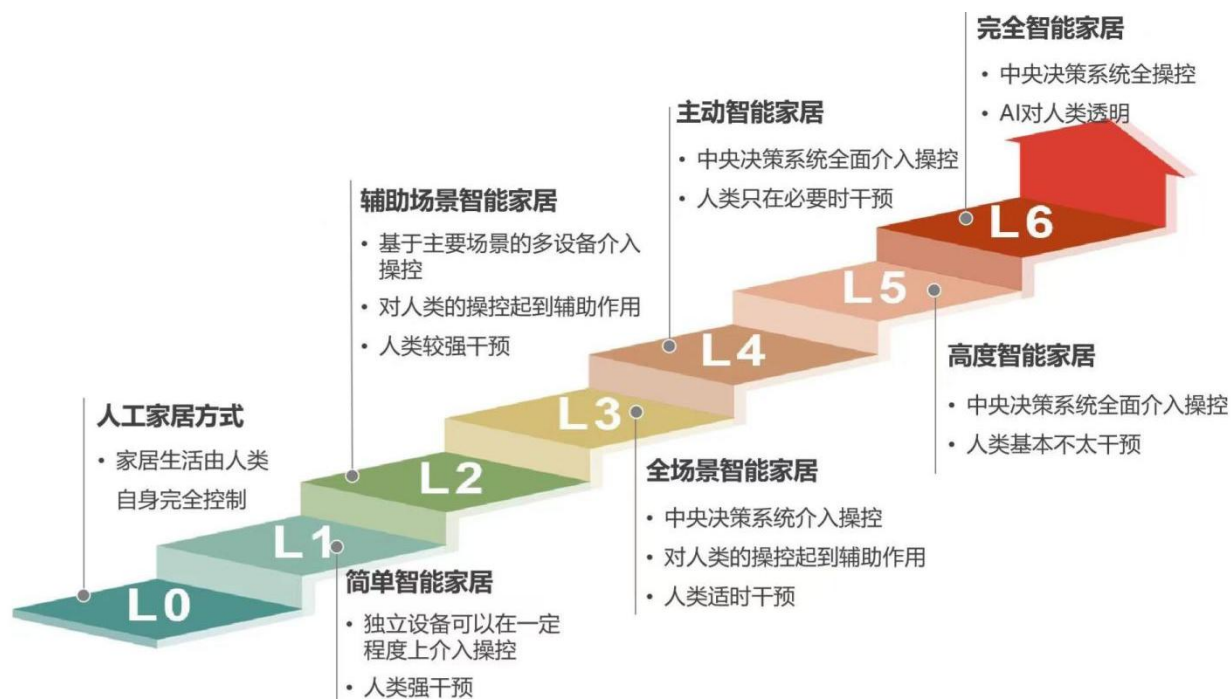 人工家居方式
• 家居生活由人类
自身完全控制
L0
L1
简单智能家居
• 独立设备可以在一定
程度上介入操控
• 人类强干预
辅助场景智能家居
• 基于主要场景的多设备介入
操控
• 对人类的操控起到辅助作用
• 人类较强干预
L2
L3
全场景智能家居
• 中央决策系统介入操控
• 对人类的操控起到辅助作用
• 人类适时干预
主动智能家居
• 中央决策系统全面介入操控
• 人类只在必要时干预
L4
L5
高度智能家居
• 中央决策系统全面介入操控
• 人类基本不太干预
完全智能家居
• 中央决策系统全操控
• AI对人类透明
L6